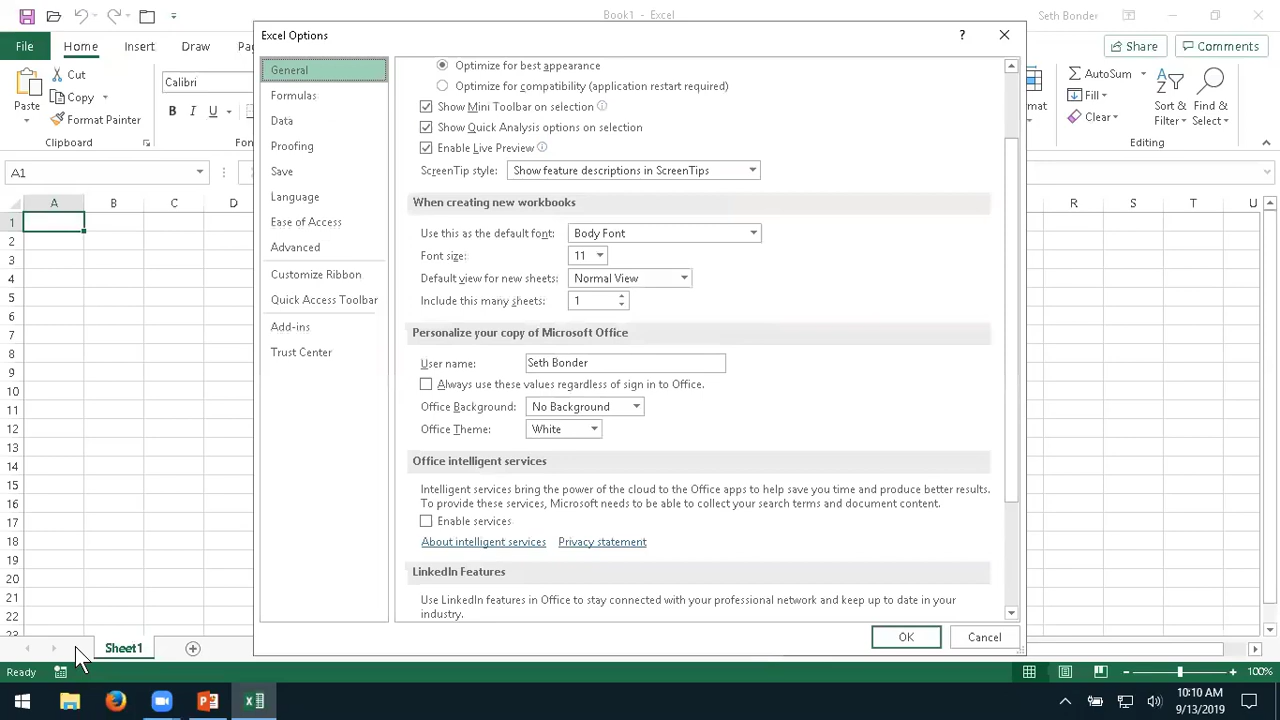 Book1 - Excel
Seth Bonder
Excel Options
File
Home
Insert
Draw
Pa
Share
Comments
Paste
Cut
Copy
Format Painter
Clipboard
Calibri
B I U
For
rmat
AutoSum
Fill
Clear
Sort & Filter
Find & Select
Editing
A1
A B C D R S T U
1
2
3
4
5
6
7
8
9
10
11
12
13
14
15
16
17
18
19
20
21
22
23
General
Formulas
Data
Proofing
Save
Language
Ease of Access
Advanced
Customize Ribbon
Quick Access Toolbar
Add-ins
Trust Center
Optimize for best appearance
Optimize for compatibility (application restart required)
Show Mini Toolbar on selection
Show Quick Analysis options on selection
Enable Live Preview
ScreenTip style: Show feature descriptions in ScreenTips
When creating new workbooks
Use this as the default font: Body Font
Font size: 11
Default view for new sheets: Normal View
Include this many sheets: 1
Personalize your copy of Microsoft Office
User name: Seth Bonder
Always use these values regardless of sign in to Office.
Office Background: No Background
Office Theme: White
Office intelligent services
Intelligent services bring the power of the cloud to the Office apps to help save you time and produce better results.
To provide these services, Microsoft needs to be able to collect your search terms and document content.
Enable services
About intelligent services Privacy statement
LinkedIn Features
Use LinkedIn features in Office to stay connected with your professional network and keep up to date in your
industry.
OK Cancel
Sheet1
Ready
100%
10:10 AM
9/13/2019